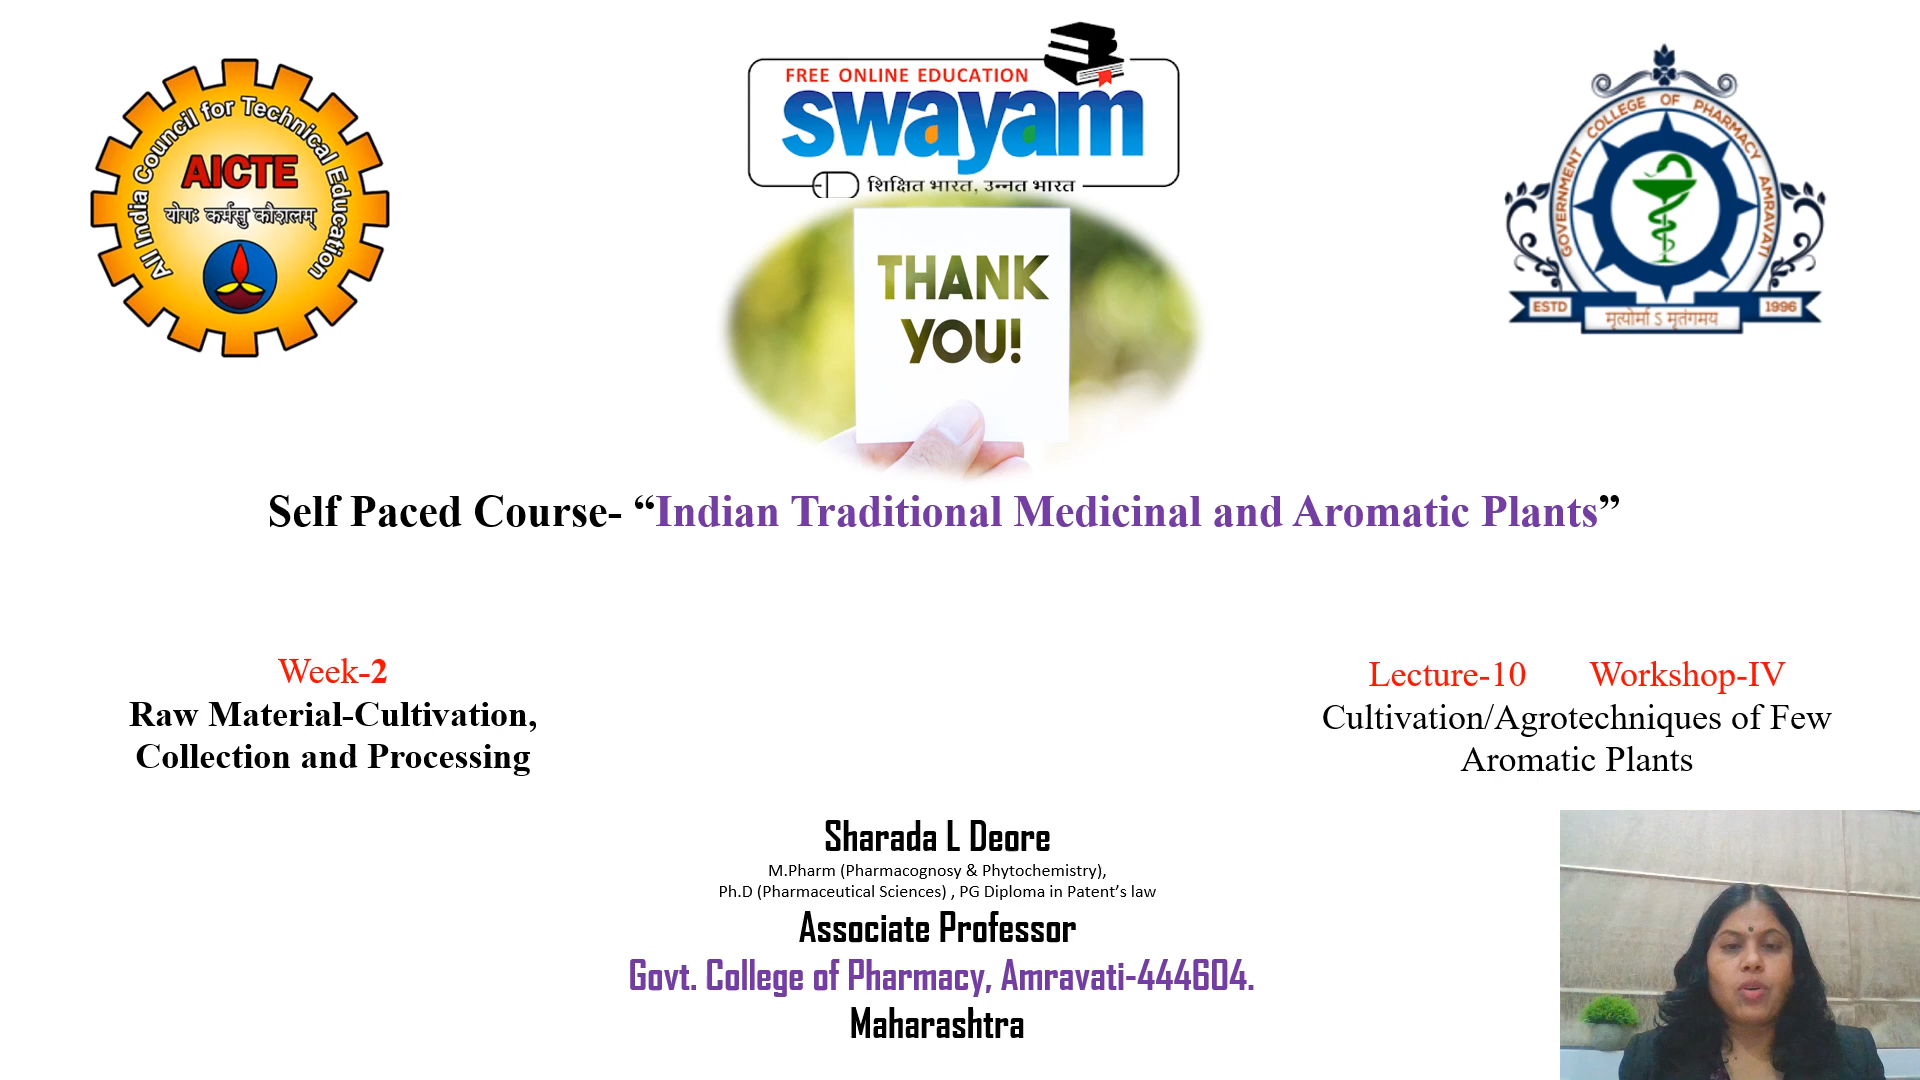 All India Council for Technical Education
AICTE
योगः कर्मसु कौशलम्
FREE ONLINE EDUCATION
swayam
शिक्षित भारत, उन्नत भारत
THANK
YOU!
GOVERNMENT COLLEGE OF PHARMACY AMRAVATI
ESTD
1996
मृत्योर्मा ऽ मृतंगमय
Self Paced Course- “Indian Traditional Medicinal and Aromatic Plants”
Week-2
Raw Material-Cultivation,
Collection and Processing
Lecture-10 Workshop-IV
Cultivation/Agrotechniques of Few
Aromatic Plants
Sharada L Deore
M.Pharm (Pharmacognosy & Phytochemistry),
Ph.D (Pharmaceutical Sciences) , PG Diploma in Patent’s law
Associate Professor
Govt. College of Pharmacy, Amravati-444604.
Maharashtra